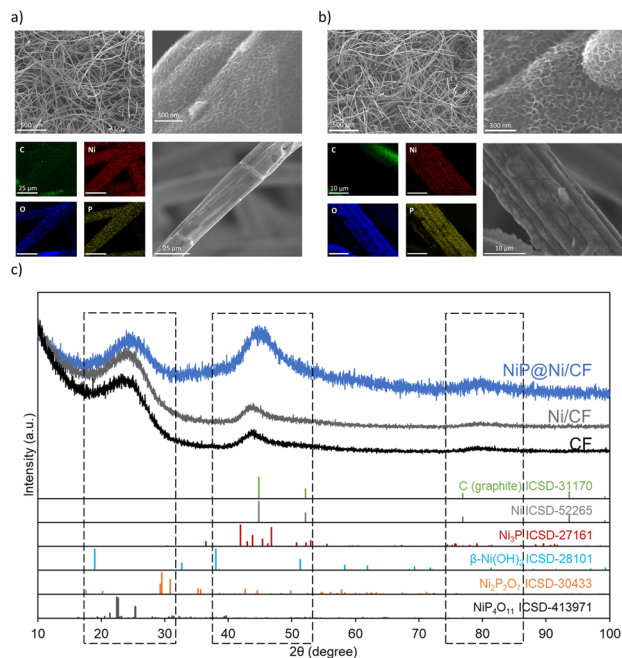 a)
b)
500 µm
300 nm
500 µm
300 nm
C
Ni
25 µm
O
P
25 µm
C
Ni
10 µm
O
P
10 µm
c)
NiP@Ni/CF
Ni/CF
CF
C (graphite) ICSD-31170
Ni ICSD-52265
Ni₃P ICSD-27161
β-Ni(OH)₂ ICSD-28101
Ni₂P₂O₇ ICSD-30433
NiP₄O₁₁ ICSD-413971
Intensity (a.u.)
10 20 30 40 50 60 70 80 90 100
2θ (degree)